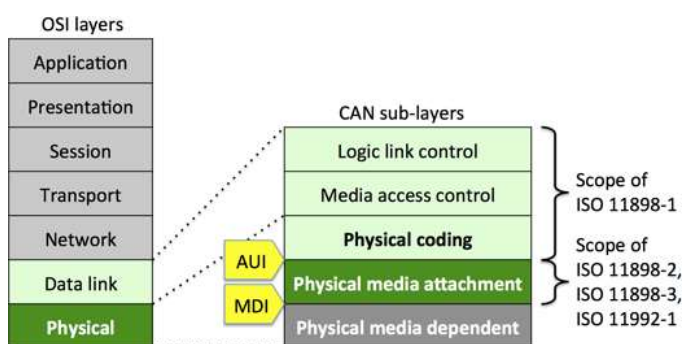 OSI layers
Application
Presentation
Session
Transport
Network
Data link
Physical
CAN sub-layers
Logic link control
Media access control
Physical coding
Physical media attachment
Physical media dependent
AUI
MDI
Scope of
ISO 11898-1
Scope of
ISO 11898-2,
ISO 11898-3,
ISO 11992-1